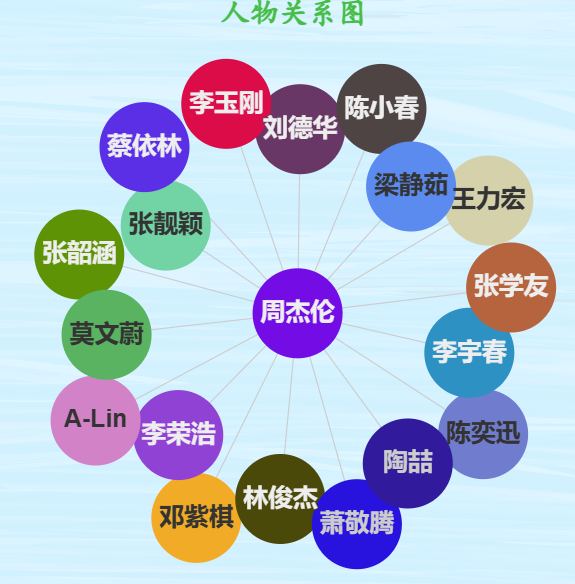 人物关系图
李玉刚
刘德华
陈小春
蔡依林
梁静茹
王力宏
张靓颖
张韶涵
张学友
周杰伦
莫文蔚
李宇春
A-Lin
李荣浩
陈奕迅
陶喆
林俊杰
邓紫棋
萧敬腾